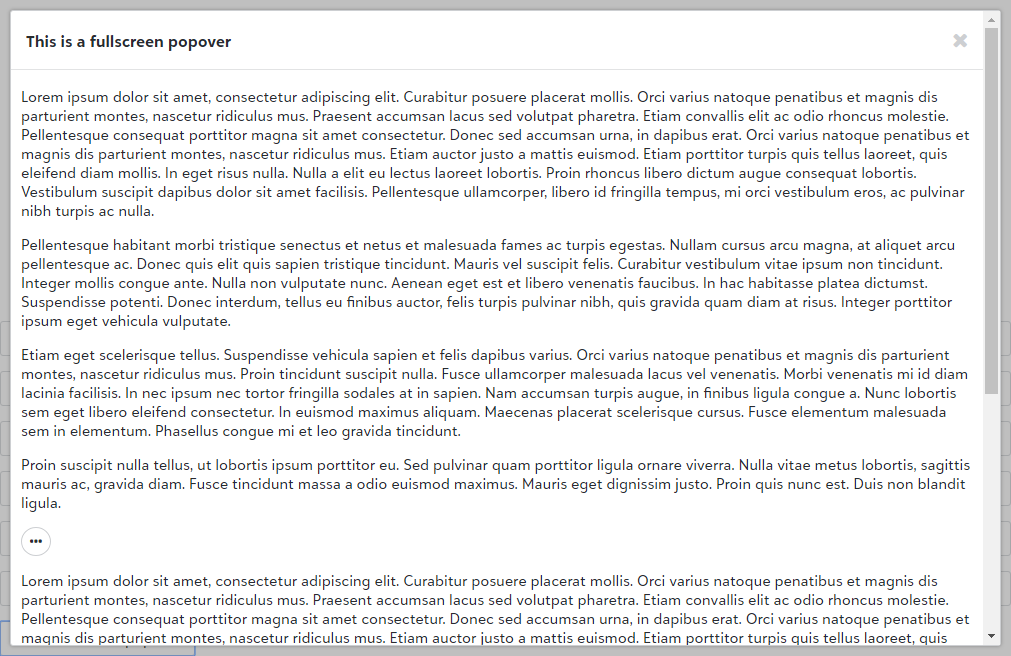 This is a fullscreen popover
Lorem ipsum dolor sit amet, consectetur adipiscing elit. Curabitur posuere placerat mollis. Orci varius natoque penatibus et magnis dis
parturient montes, nascetur ridiculus mus. Praesent accumsan lacus sed volutpat pharetra. Etiam convallis elit ac odio rhoncus molestie.
Pellentesque consequat porttitor magna sit amet consectetur. Donec sed accumsan urna, in dapibus erat. Orci varius natoque penatibus et
magnis dis parturient montes, nascetur ridiculus mus. Etiam auctor justo a mattis euismod. Etiam porttitor turpis quis tellus laoreet, quis
eleifend diam mollis. In eget risus nulla. Nulla a elit eu lectus laoreet lobortis. Proin rhoncus libero dictum augue consequat lobortis.
Vestibulum suscipit dapibus dolor sit amet facilisis. Pellentesque ullamcorper, libero id fringilla tempus, mi orci vestibulum eros, ac pulvinar
nibh turpis ac nulla.
Pellentesque habitant morbi tristique senectus et netus et malesuada fames ac turpis egestas. Nullam cursus arcu magna, at aliquet arcu
pellentesque ac. Donec quis elit quis sapien tristique tincidunt. Mauris vel suscipit felis. Curabitur vestibulum vitae ipsum non tincidunt.
Integer mollis congue ante. Nulla non vulputate nunc. Aenean eget est et libero venenatis faucibus. In hac habitasse platea dictumst.
Suspendisse potenti. Donec interdum, tellus eu finibus auctor, felis turpis pulvinar nibh, quis gravida quam diam at risus. Integer porttitor
ipsum eget vehicula vulputate.
Etiam eget scelerisque tellus. Suspendisse vehicula sapien et felis dapibus varius. Orci varius natoque penatibus et magnis dis parturient
montes, nascetur ridiculus mus. Proin tincidunt suscipit nulla. Fusce ullamcorper malesuada lacus vel venenatis. Morbi venenatis mi id diam
lacinia facilisis. In nec ipsum nec tortor fringilla sodales at in sapien. Nam accumsan turpis augue, in finibus ligula congue a. Nunc lobortis
sem eget libero eleifend consectetur. In euismod maximus aliquam. Maecenas placerat scelerisque cursus. Fusce elementum malesuada
sem in elementum. Phasellus congue mi et leo gravida tincidunt.
Proin suscipit nulla tellus, ut lobortis ipsum porttitor eu. Sed pulvinar quam porttitor ligula ornare viverra. Nulla vitae metus lobortis, sagittis
mauris ac, gravida diam. Fusce tincidunt massa a odio euismod maximus. Mauris eget dignissim justo. Proin quis nunc est. Duis non blandit
ligula.
Lorem ipsum dolor sit amet, consectetur adipiscing elit. Curabitur posuere placerat mollis. Orci varius natoque penatibus et magnis dis
parturient montes, nascetur ridiculus mus. Praesent accumsan lacus sed volutpat pharetra. Etiam convallis elit ac odio rhoncus molestie.
Pellentesque consequat porttitor magna sit amet consectetur. Donec sed accumsan urna, in dapibus erat. Orci varius natoque penatibus et
magnis dis parturient montes, nascetur ridiculus mus. Etiam auctor justo a mattis euismod. Etiam porttitor turpis quis tellus laoreet, quis